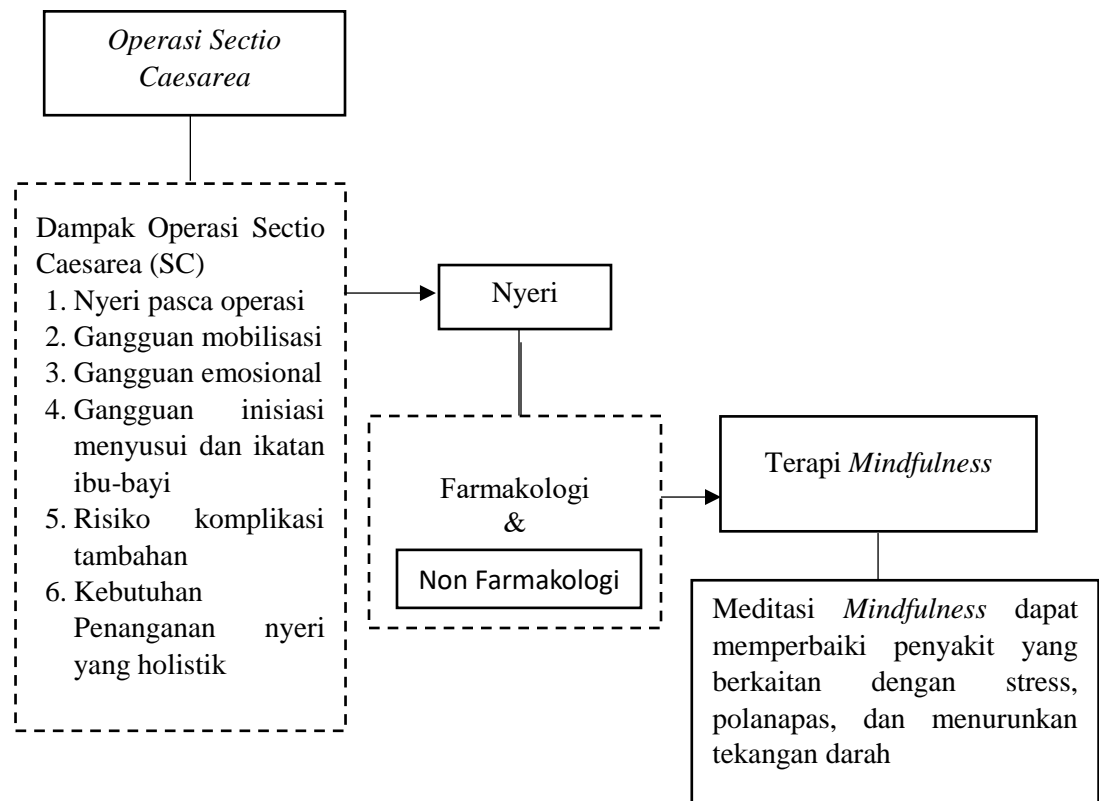 Operasi Sectio
Caesarea
Dampak Operasi Sectio
Caesarea (SC)
1. Nyeri pasca operasi
2. Gangguan mobilisasi
3. Gangguan emosional
4. Gangguan inisiasi
menyusui dan ikatan
ibu-bayi
5. Risiko komplikasi
tambahan
6. Kebutuhan
Penanganan nyeri
yang holistik
Nyeri
Farmakologi
&
Non Farmakologi
Terapi Mindfulness
Meditasi Mindfulness dapat
memperbaiki penyakit yang
berkaitan dengan stress,
polanapas, dan menurunkan
tekangan darah